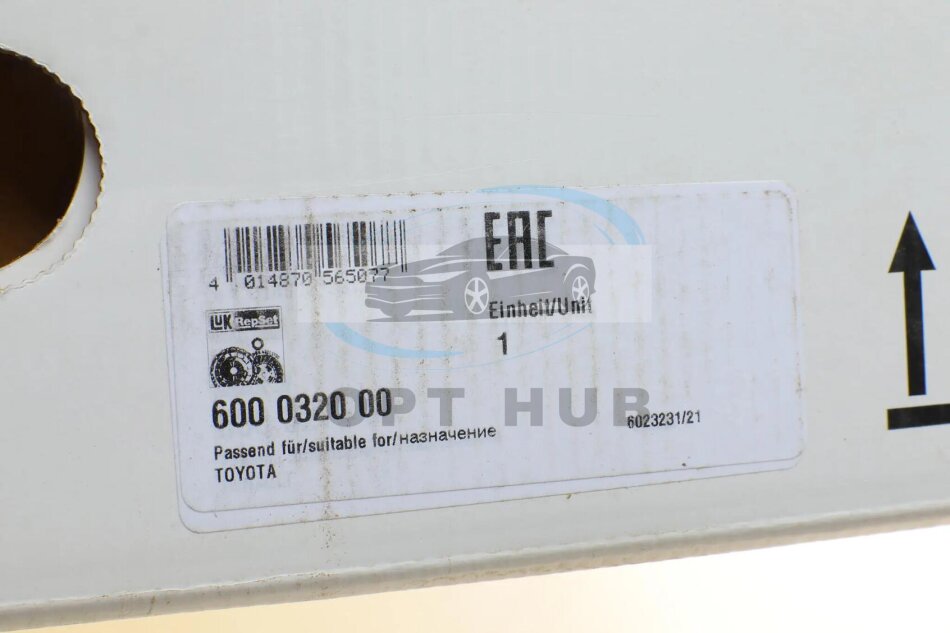 EAC
4 014870 565077
Einheit/Unit
1
LUK RepSet
600 0320 00
OPT HUB
6023231/21
Passend für/suitable for/назначение
TOYOTA